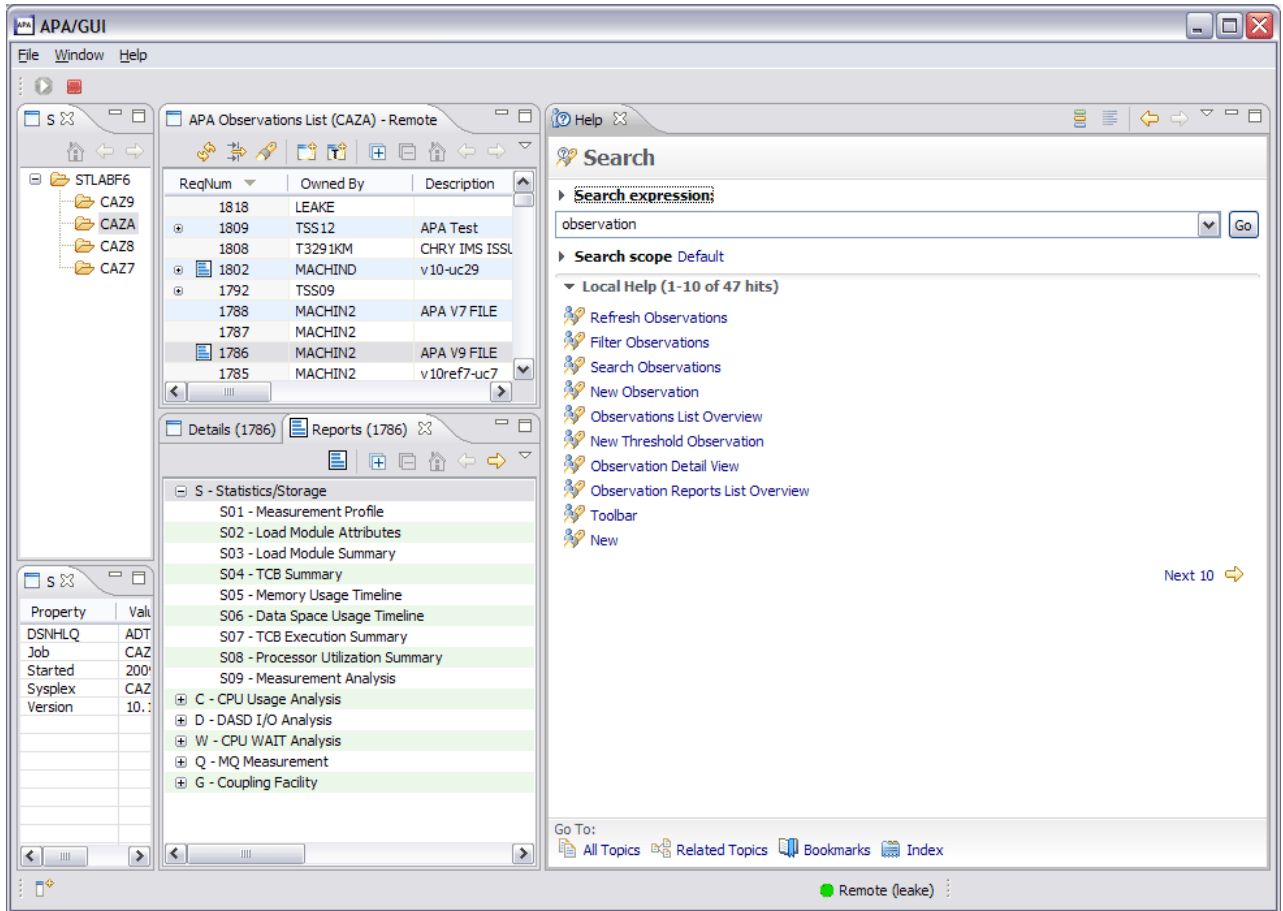 APA APA/GUI
File Window Help
S
STLABF6
CAZ9
CAZA
CAZ8
CAZ7
APA Observations List (CAZA) - Remote
T
ReqNum Owned By Description
1818 LEAKE
1809 TSS12 APA Test
1808 T3291KM CHRY IMS ISSU
1802 MACHIND v10-uc29
1792 TSS09
1788 MACHIN2 APA V7 FILE
1787 MACHIN2
1786 MACHIN2 APA V9 FILE
1785 MACHIN2 v10ref7-uc7
Details (1786) Reports (1786)
S - Statistics/Storage
S01 - Measurement Profile
S02 - Load Module Attributes
S03 - Load Module Summary
S04 - TCB Summary
S05 - Memory Usage Timeline
S06 - Data Space Usage Timeline
S07 - TCB Execution Summary
S08 - Processor Utilization Summary
S09 - Measurement Analysis
C - CPU Usage Analysis
D - DASD I/O Analysis
W - CPU WAIT Analysis
Q - MQ Measurement
G - Coupling Facility
S
Property Valu
DSNHLQ ADT
Job CAZ
Started 200
Sysplex CAZ
Version 10.
Help
Search
Search expression:
observation Go
Search scope Default
Local Help (1-10 of 47 hits)
Refresh Observations
Filter Observations
Search Observations
New Observation
Observations List Overview
New Threshold Observation
Observation Detail View
Observation Reports List Overview
Toolbar
New
Next 10
Go To:
All Topics Related Topics Bookmarks Index
Remote (leake)